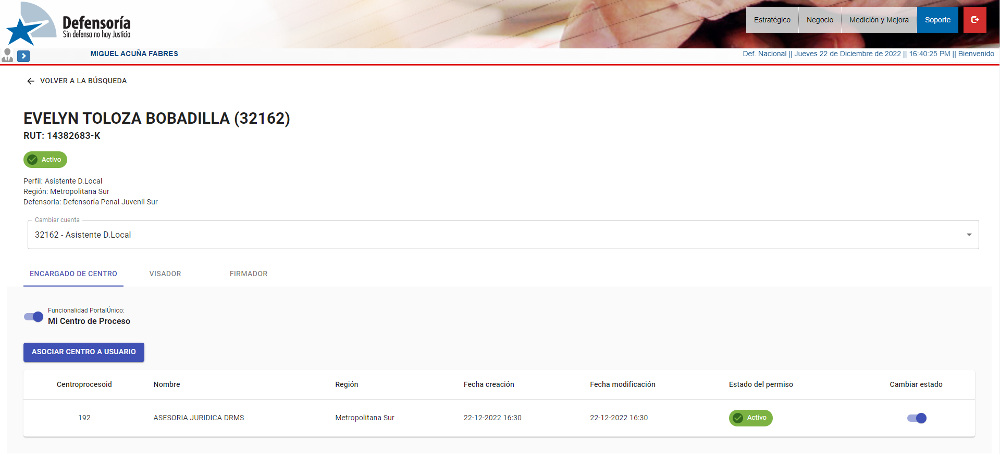 Defensoría
Sin defensa no hay Justicia
Estratégico Negocio Medición y Mejora Soporte
MIGUEL ACUÑA FABRES
Def. Nacional || Jueves 22 de Diciembre de 2022 || 16:40:25 PM || Bienvenido
VOLVER A LA BÚSQUEDA
EVELYN TOLOZA BOBADILLA (32162)
RUT: 14382683-K
Activo
Perfil: Asistente D.Local
Región: Metropolitana Sur
Defensoria: Defensoría Penal Juvenil Sur
Cambiar cuenta
32162 - Asistente D.Local
ENCARGADO DE CENTRO VISADOR FIRMADOR
Funcionalidad PortalÚnico:
Mi Centro de Proceso
ASOCIAR CENTRO A USUARIO
Centroprocesoid Nombre Región Fecha creación Fecha modificación Estado del permiso Cambiar estado
192 ASESORIA JURIDICA DRMS Metropolitana Sur 22-12-2022 16:30 22-12-2022 16:30 Activo